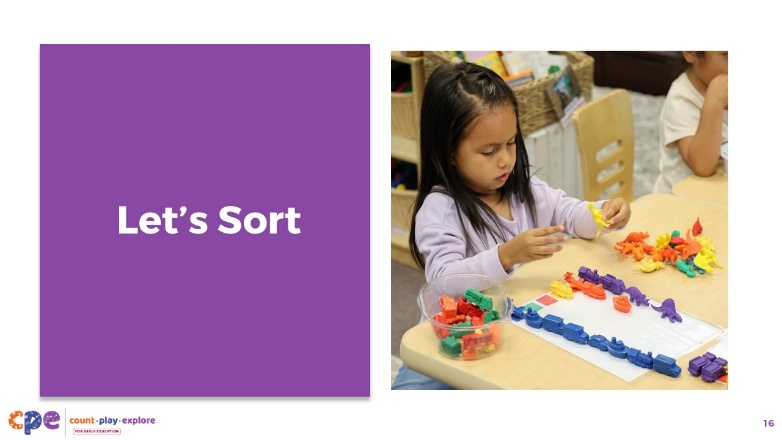 Let's Sort
cpe
count·play·explore
FOR EARLY EDUCATION
16